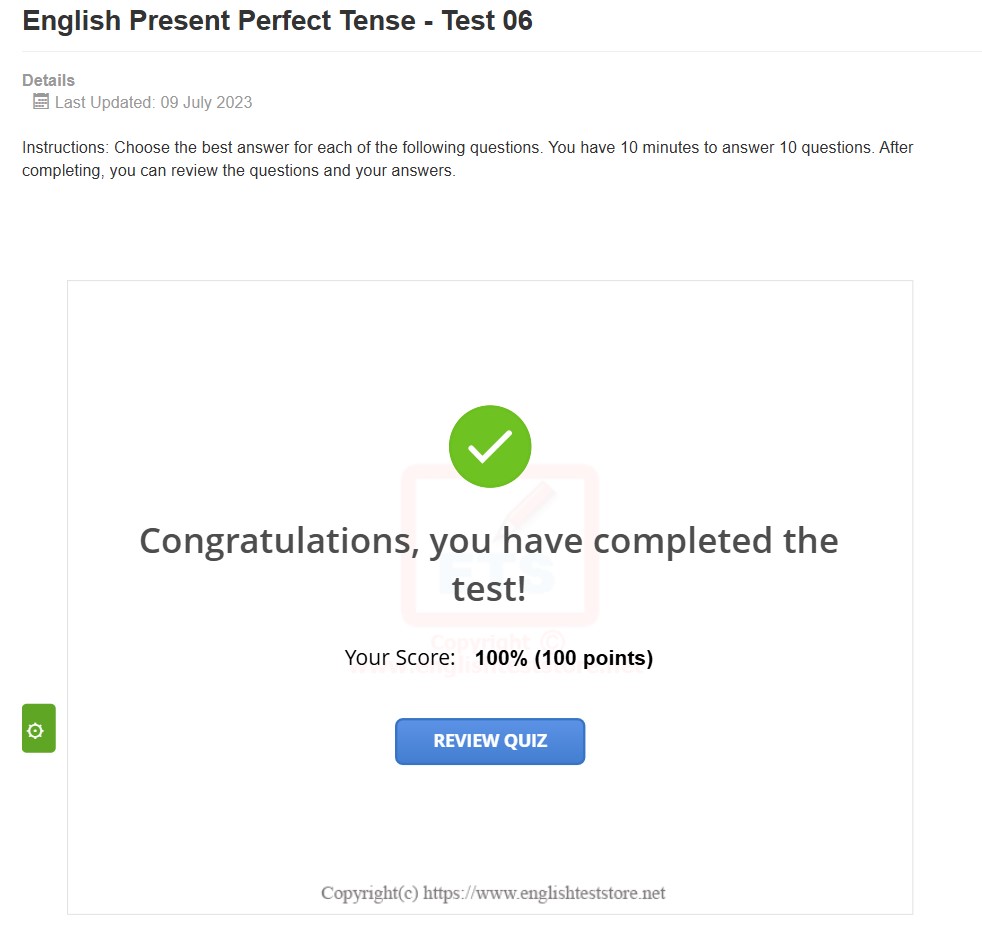 English Present Perfect Tense - Test 06
Details
Last Updated: 09 July 2023
Instructions: Choose the best answer for each of the following questions. You have 10 minutes to answer 10 questions. After
completing, you can review the questions and your answers.
Congratulations, you have completed the
test!
ETS
Copyright ©
Your Score: 100% (100 points)
REVIEW QUIZ
Copyright(c) https://www.englishteststore.net